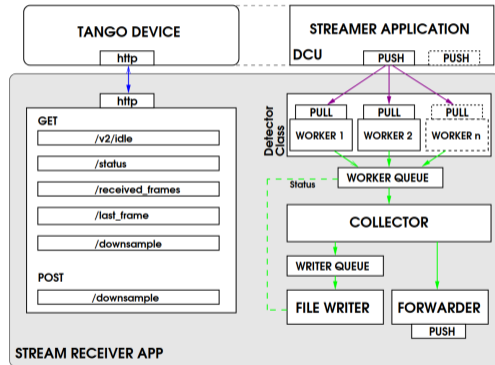 TANGO DEVICE
http
STREAMER APPLICATION
DCU
PUSH
PUSH
http
GET
/v2/idle
/status
/received_frames
/last_frame
/downsample
POST
/downsample
Detector
Class
PULL
PULL
PULL
WORKER 1
WORKER 2
WORKER n
Status
WORKER QUEUE
COLLECTOR
WRITER QUEUE
FILE WRITER
FORWARDER
PUSH
STREAM RECEIVER APP